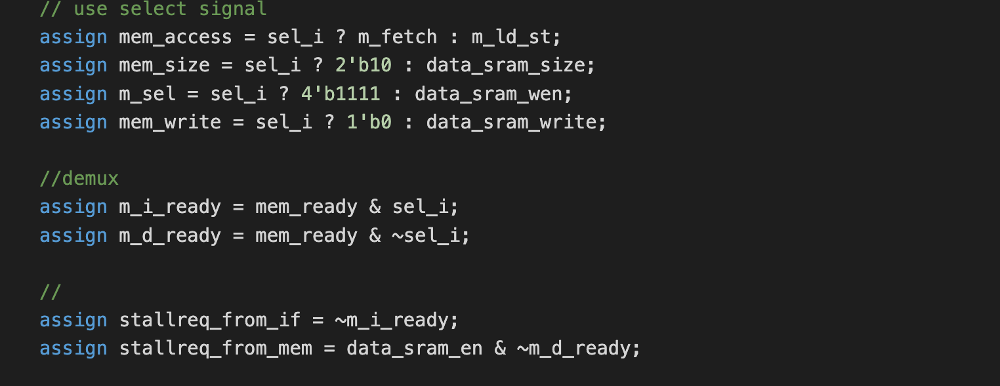 // use select signal
assign mem_access = sel_i ? m_fetch : m_ld_st;
assign mem_size = sel_i ? 2'b10 : data_sram_size;
assign m_sel = sel_i ? 4'b1111 : data_sram_wen;
assign mem_write = sel_i ? 1'b0 : data_sram_write;
//demux
assign m_i_ready = mem_ready & sel_i;
assign m_d_ready = mem_ready & ~sel_i;
//
assign stallreq_from_if = ~m_i_ready;
assign stallreq_from_mem = data_sram_en & ~m_d_ready;